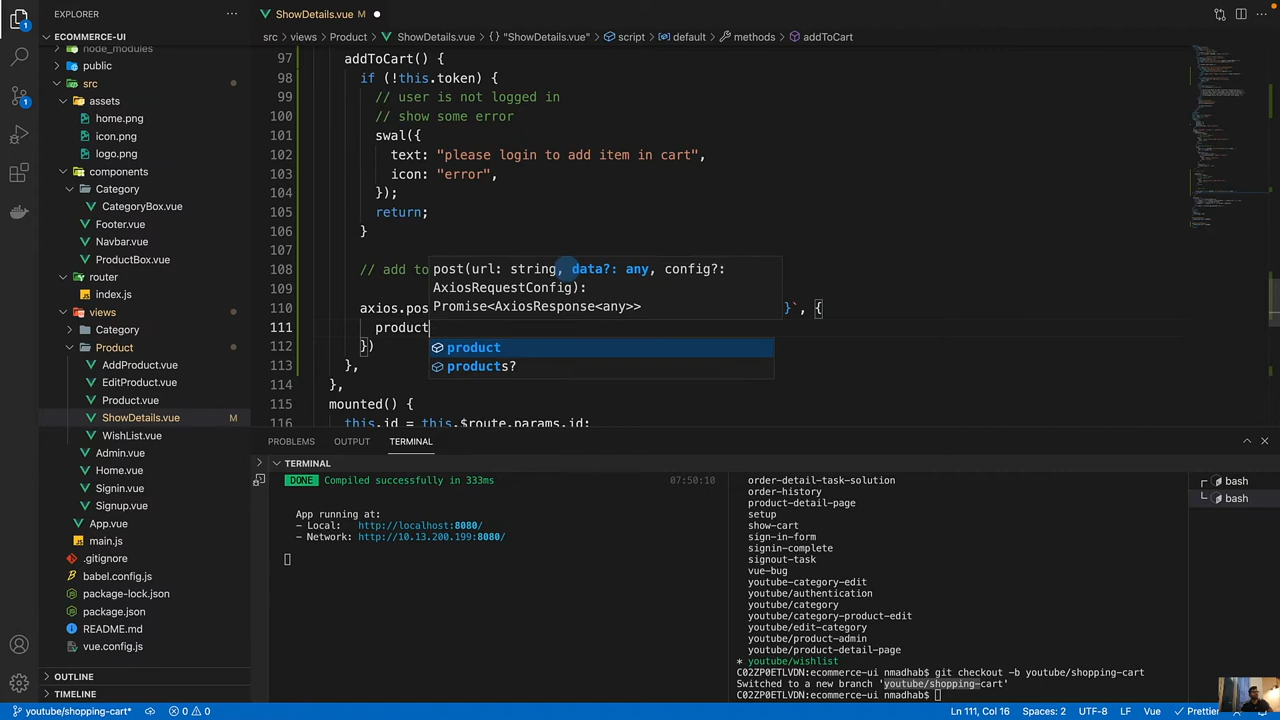 EXPLORER
ShowDetails.vue M
ECOMMERCE-UI
src
views
Product
ShowDetails.vue
{} "ShowDetails.vue"
script
default
methods
addToCart
node_modules
public
src
assets
home.png
icon.png
logo.png
components
Category
CategoryBox.vue
Footer.vue
Navbar.vue
ProductBox.vue
router
index.js
views
Category
Product
AddProduct.vue
EditProduct.vue
Product.vue
ShowDetails.vue M
WishList.vue
Admin.vue
Home.vue
Signin.vue
Signup.vue
App.vue
main.js
.gitignore
babel.config.js
package-lock.json
package.json
README.md
vue.config.js
OUTLINE
TIMELINE
97 addToCart() {
98 if (!this.token) {
99 // user is not logged in
100 // show some error
101 swal({
102 text: "please login to add item in cart",
103 icon: "error",
104 });
105 return;
106 }
107
108 // add to
post(url: string, data?: any, config?:
AxiosRequestConfig):
Promise<AxiosResponse<any>>
110 axios.pos }`, {
111 product
product
products?
112 })
113 },
114 },
115 mounted() {
116 this.id = this.$route.params.id;
PROBLEMS OUTPUT TERMINAL
TERMINAL
DONE Compiled successfully in 333ms 07:50:10
App running at:
- Local: http://localhost:8080/
- Network: http://10.13.200.199:8080/
order-detail-task-solution
order-history
product-detail-page
setup
show-cart
sign-in-form
signin-complete
signout-task
vue-bug
youtube-category-edit
youtube/authentication
youtube/category
youtube/category-product-edit
youtube/edit-category
youtube/product-admin
youtube/product-detail-page
* youtube/wishlist
C02ZP0ETLVDN:ecommerce-ui nmadhab$ git checkout -b youtube/shopping-cart
Switched to a new branch 'youtube/shopping-cart'
C02ZP0ETLVDN:ecommerce-ui nmadhab$
bash
bash
youtube/shopping-cart* 0 0 Ln 111, Col 16 Spaces: 2 UTF-8 LF Vue Prettier